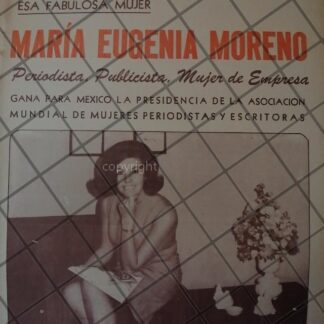 ESA FABULOSA MUJER
MARÍA EUGENIA MORENO
Periodista, Publicista, Mujer de Empresa
GANA PARA MEXICO LA PRESIDENCIA DE LA ASOCIACION
MUNDIAL DE MUJERES PERIODISTAS Y ESCRITORAS
copyright